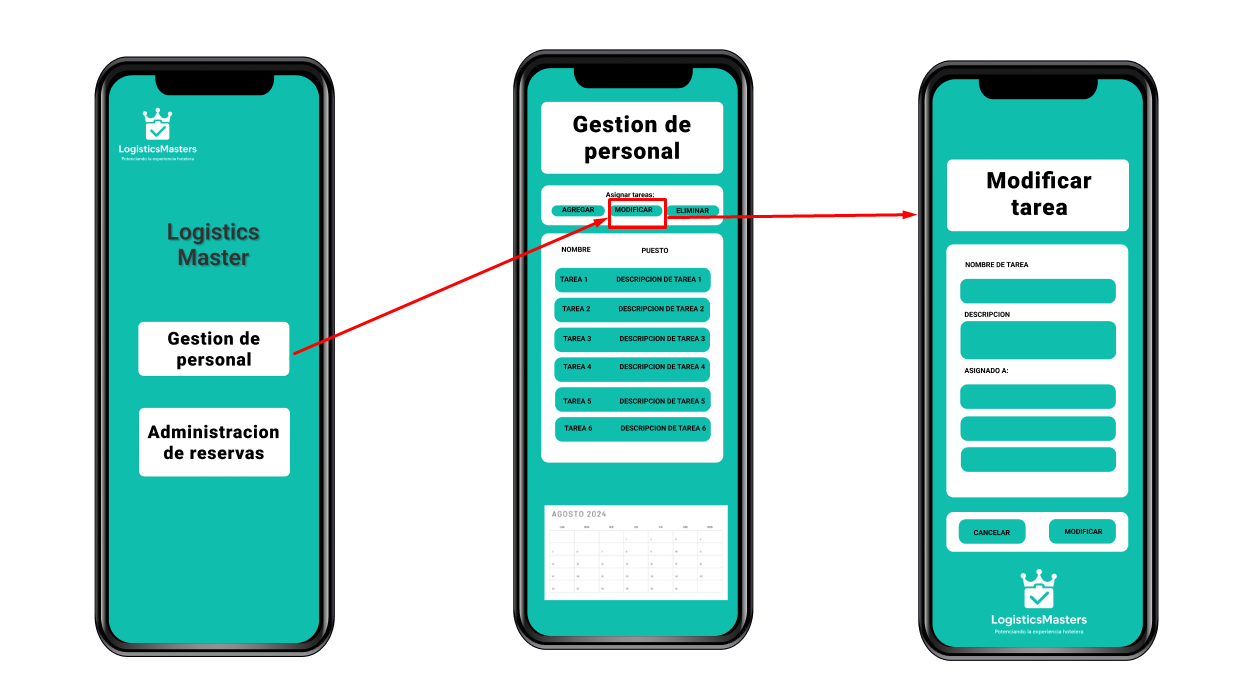 LogisticsMasters
Potenciando la experiencia hotelera
Logistics
Master
Gestion de
personal
Administracion
de reservas
Gestion de
personal
Asignar tareas:
AGREGAR MODIFICAR ELIMINAR
NOMBRE PUESTO
TAREA 1 DESCRIPCION DE TAREA 1
TAREA 2 DESCRIPCION DE TAREA 2
TAREA 3 DESCRIPCION DE TAREA 3
TAREA 4 DESCRIPCION DE TAREA 4
TAREA 5 DESCRIPCION DE TAREA 5
TAREA 6 DESCRIPCION DE TAREA 6
AGOSTO 2024
Modificar
tarea
NOMBRE DE TAREA
DESCRIPCION
ASIGNADO A:
CANCELAR MODIFICAR
LogisticsMasters
Potenciando la experiencia hotelera